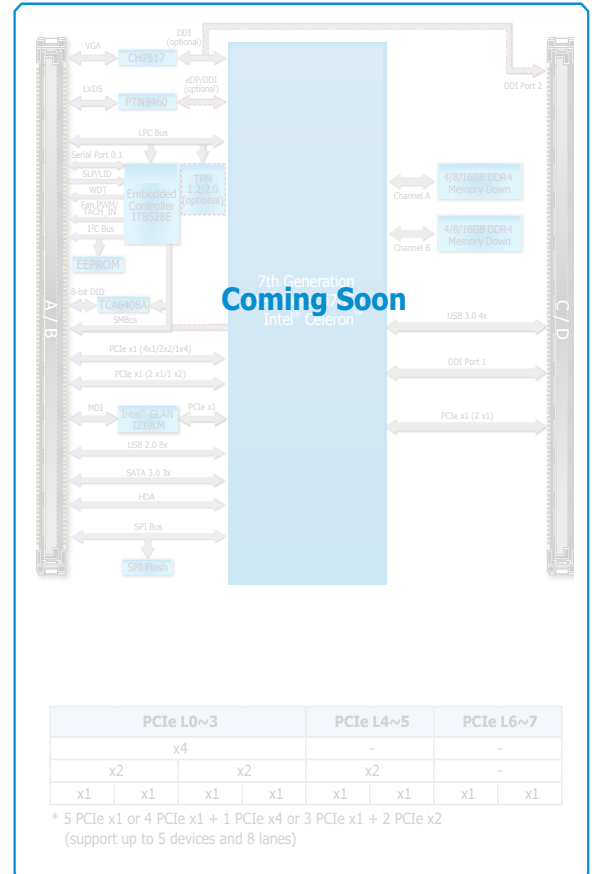 DDI
(optional)
VGA
CH7517
DDI Port 2
eDP/DDI
(optional)
LVDS
PTN3460
LPC Bus
Serial Port 0,1
SLP/LID
WDT
Fan PWM/
TACH_IN
I²C Bus
Embedded
Controller
IT8528E
TPM
1.2/2.0
(optional)
EEPROM
8-bit DIO
TCA6408A
SMBus
A / B
PCIe x1 (4x1/2x2/1x4)
PCIe x1 (2 x1/1 x2)
MDI
Intel® GLAN
I219LM
PCIe x1
USB 2.0 8x
SATA 3.0 3x
HDA
SPI Bus
SPI Flash
7th Generation
Coming Soon
Intel® Celeron®
4/8/16GB DDR4
Memory Down
Channel A
4/8/16GB DDR4
Memory Down
Channel B
USB 3.0 4x
DDI Port 1
PCIe x1 (2 x1)
C / D
PCIe L0~3 PCIe L4~5 PCIe L6~7
x4 - -
x2 x2 x2 -
x1 x1 x1 x1 x1 x1 x1 x1
* 5 PCIe x1 or 4 PCIe x1 + 1 PCIe x4 or 3 PCIe x1 + 2 PCIe x2
(support up to 5 devices and 8 lanes)